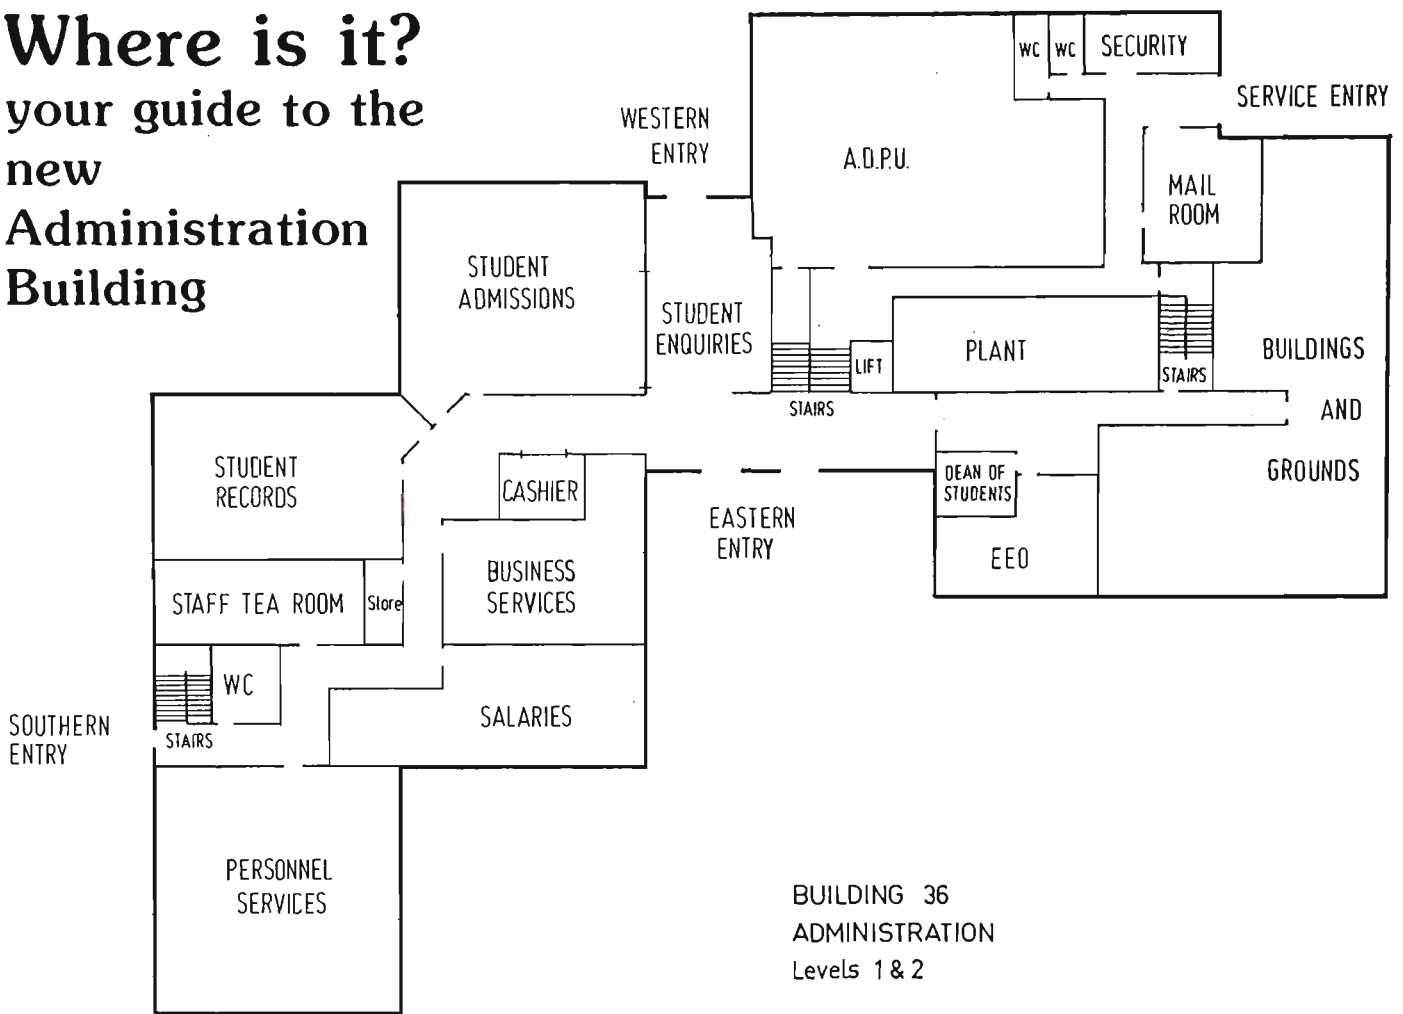 Where is it?
your guide to the
new
Administration
Building
WESTERN
ENTRY
WC
WC
SECURITY
SERVICE ENTRY
A.D.P.U.
MAIL
ROOM
STUDENT
ADMISSIONS
STUDENT
ENQUIRIES
LIFT
PLANT
STAIRS
STAIRS
BUILDINGS
AND
GROUNDS
STUDENT
RECORDS
CASHIER
DEAN OF
STUDENTS
EASTERN
ENTRY
EEO
BUSINESS
SERVICES
STAFF TEA ROOM
Store
WC
SALARIES
SOUTHERN
ENTRY
STAIRS
PERSONNEL
SERVICES
BUILDING 36
ADMINISTRATION
Levels 1 & 2